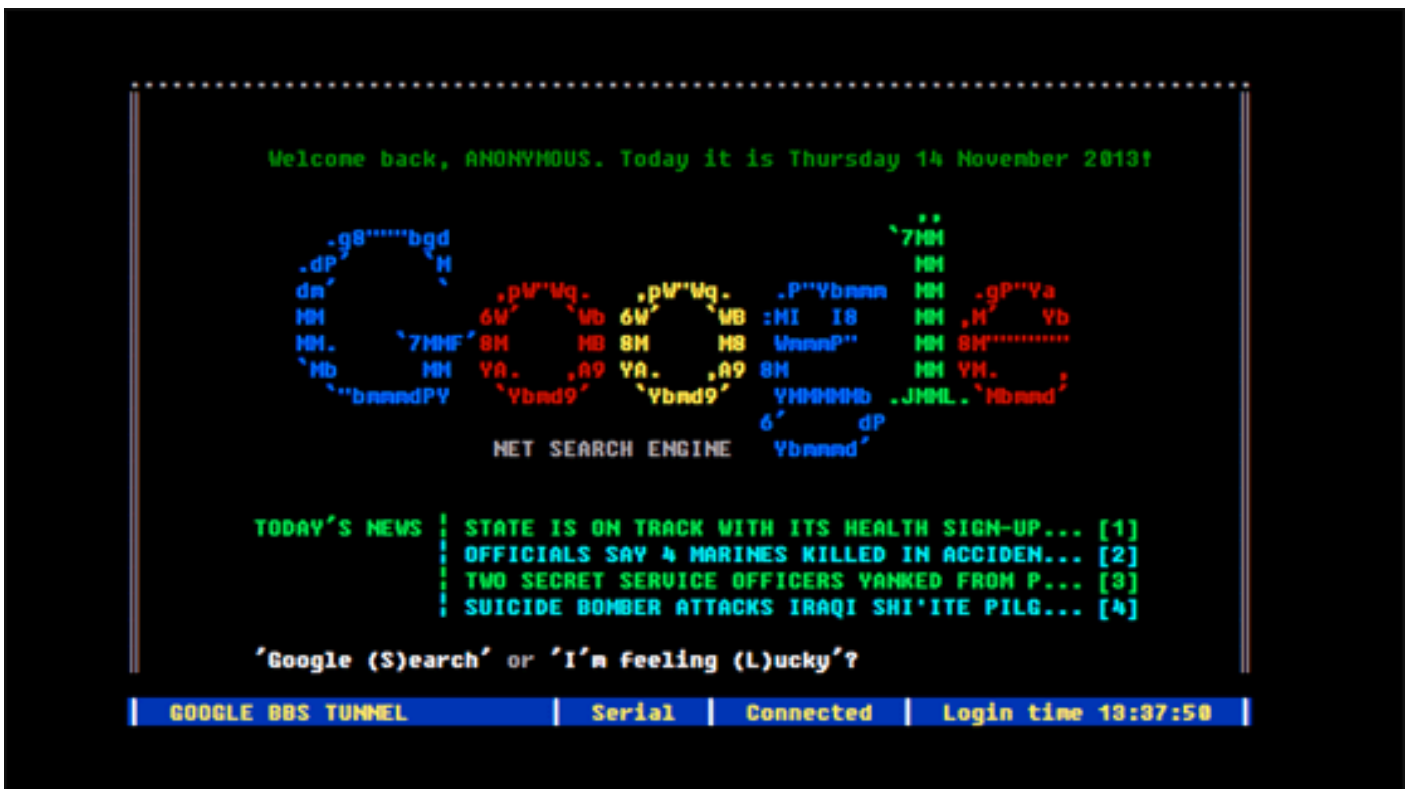 Welcome back, ANONYMOUS. Today it is Thursday 14 November 2013!
Google
NET SEARCH ENGINE
TODAY'S NEWS ¦ STATE IS ON TRACK WITH ITS HEALTH SIGN-UP... [1]
¦ OFFICIALS SAY 4 MARINES KILLED IN ACCIDEN... [2]
¦ TWO SECRET SERVICE OFFICERS YANKED FROM P... [3]
¦ SUICIDE BOMBER ATTACKS IRAQI SHI'ITE PILG... [4]
'Google (S)earch' or 'I'm feeling (L)ucky'?
GOOGLE BBS TUNNEL | Serial | Connected | Login time 13:37:50